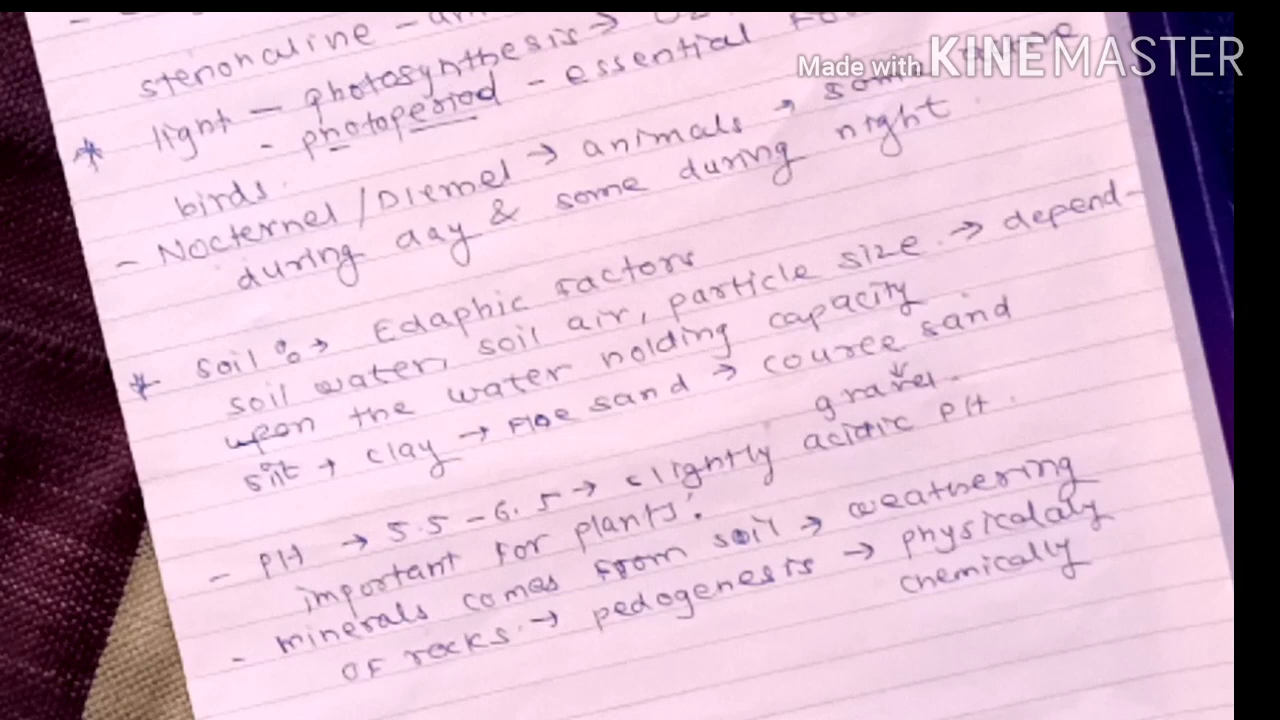 stenohaline -
* light — photosynthesis →
- photoperiod - essential
birds.
- Nocternel / Diernel → animals → some
during day & some during night
* soil %→ Edaphic factors
soil water, soil air, particle size. → depend-
upon the water holding capacity
silt → clay → fine sand → cource sand
gravel.
- PH → 5.5 - 6.5 → slightly acidic PH.
important for plants.
- minerals comes from soil → weathering
of rocks. → pedogenesis → physicalaly
chemically
Made with KINEMASTER